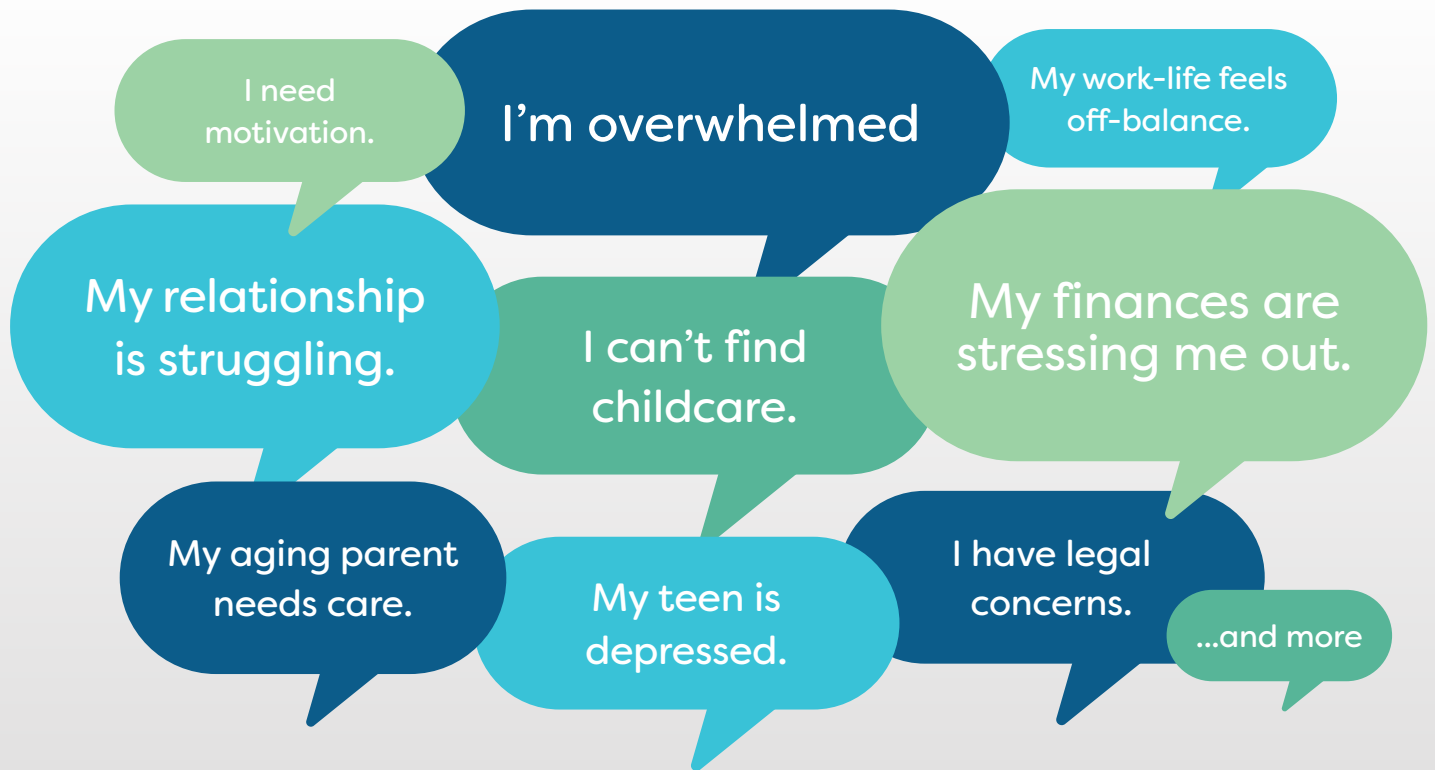 I need
motivation.
I'm overwhelmed
My work-life feels
off-balance.
My relationship
is struggling.
I can't find
childcare.
My finances are
stressing me out.
My aging parent
needs care.
My teen is
depressed.
I have legal
concerns.
...and more